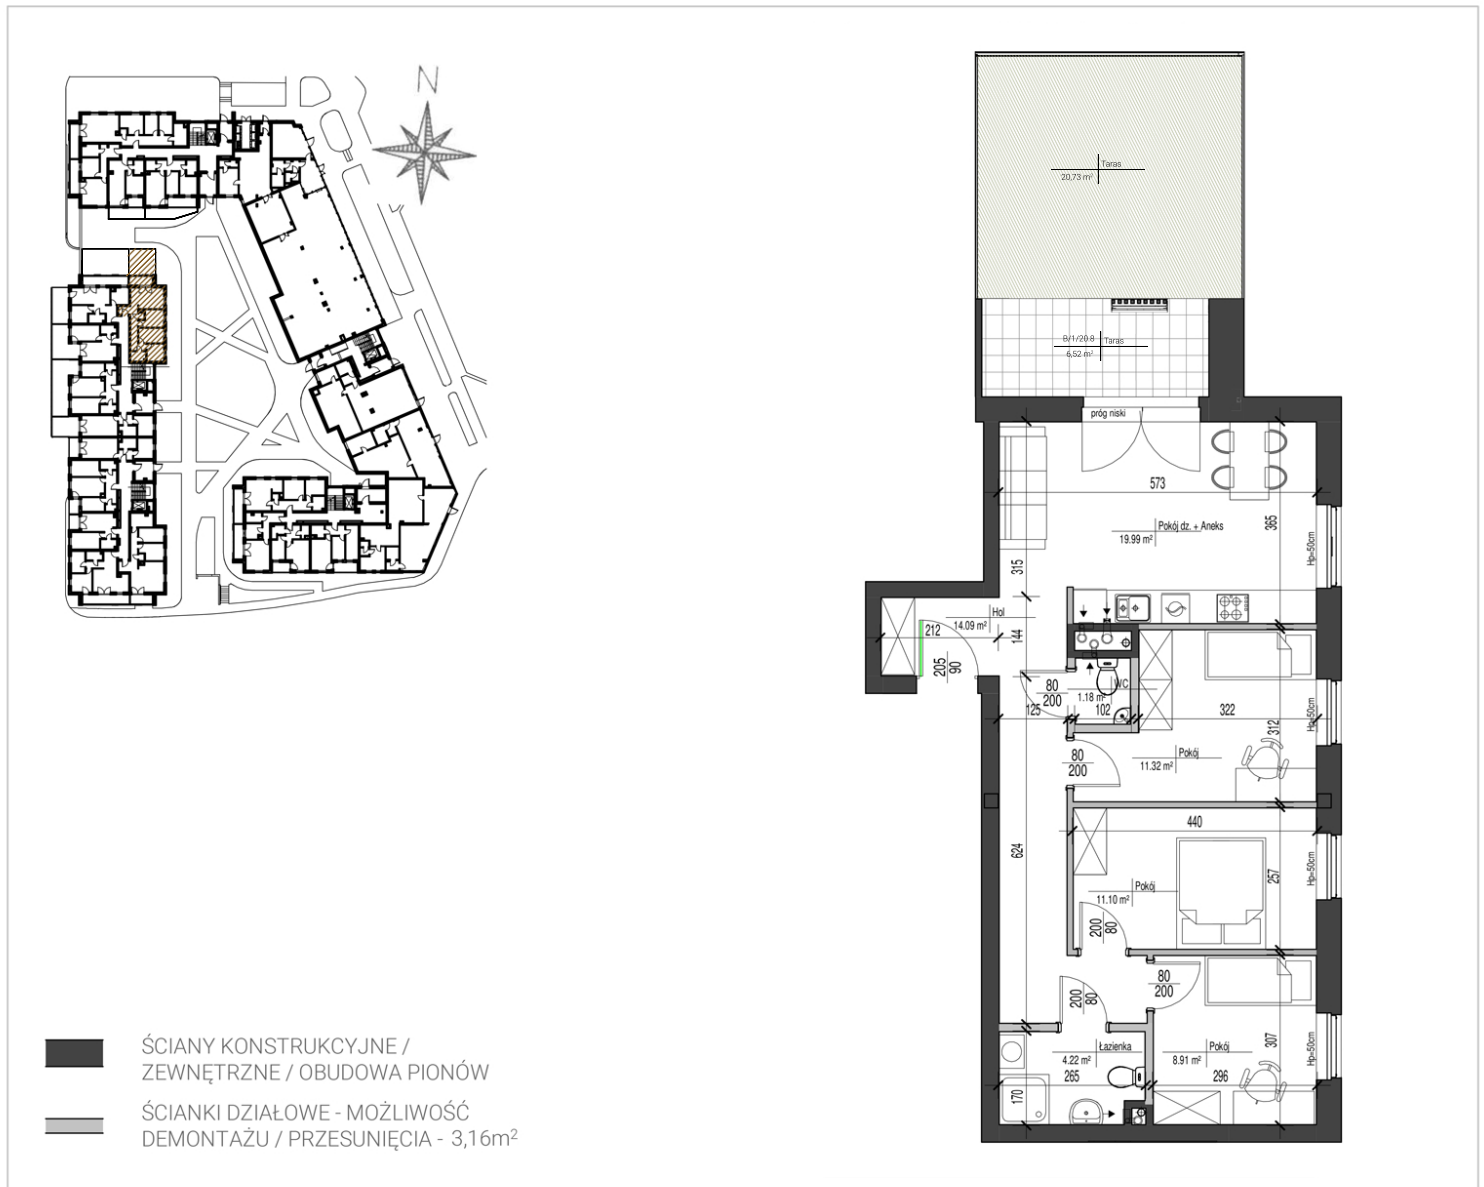 N
Taras
20,73 m²
B/1/20.8
Taras
6,52 m²
próg niski
573
Pokój dz. + Aneks
19.99 m²
365
Hp=50cm
315
Hol
14.09 m²
212
144
205
90
80
200
WC
1.18 m²
125
102
322
312
Hp=50cm
80
200
Pokój
11.32 m²
440
624
257
Hp=50cm
Pokój
11.10 m²
200
80
80
200
200
80
Łazienka
4.22 m²
265
170
Pokój
8.91 m²
296
307
Hp=50cm
ŚCIANY KONSTRUKCYJNE /
ZEWNĘTRZNE / OBUDOWA PIONÓW
ŚCIANKI DZIAŁOWE - MOŻLIWOŚĆ
DEMONTAŻU / PRZESUNIĘCIA - 3,16m²